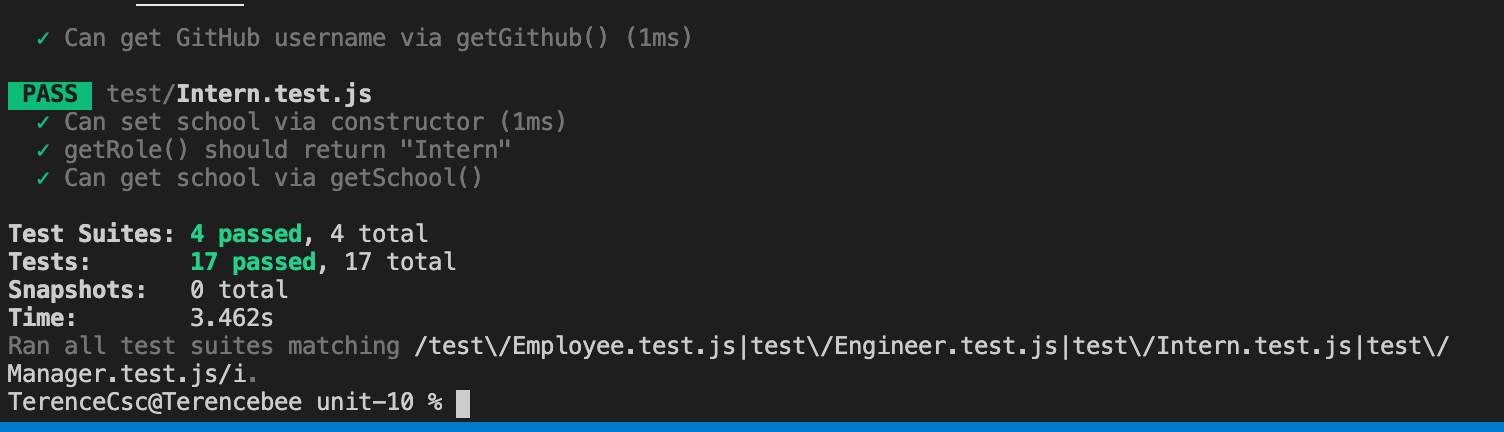 ✓ Can get GitHub username via getGithub() (1ms)
PASS test/Intern.test.js
✓ Can set school via constructor (1ms)
✓ getRole() should return "Intern"
✓ Can get school via getSchool()
Test Suites: 4 passed, 4 total
Tests: 17 passed, 17 total
Snapshots: 0 total
Time: 3.462s
Ran all test suites matching /test\/Employee.test.js|test\/Engineer.test.js|test\/Intern.test.js|test\/
Manager.test.js/i.
TerenceCsc@Terencebee unit-10 %